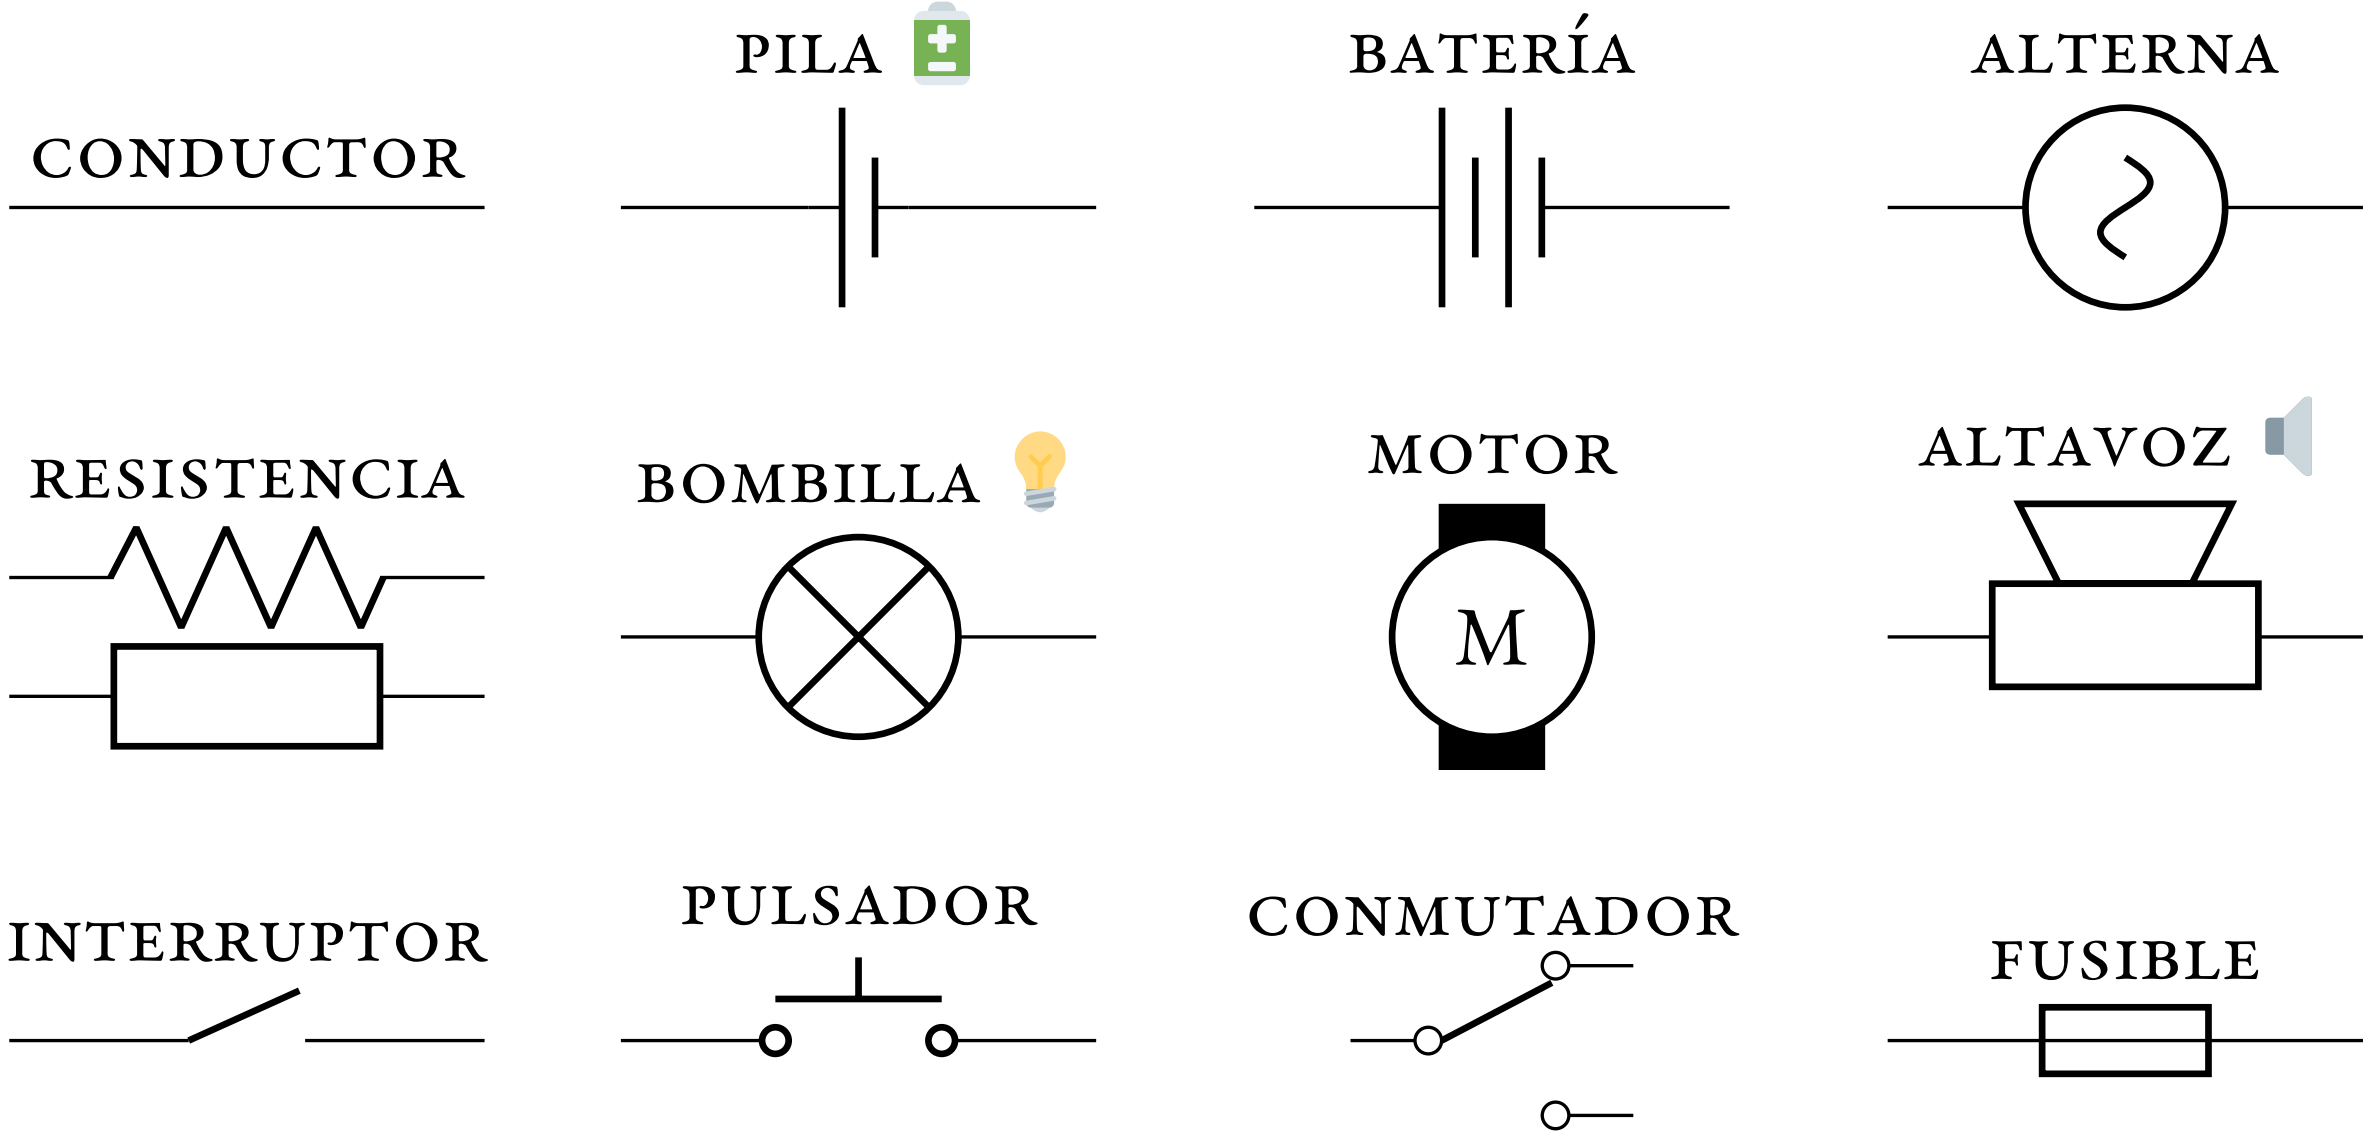 PILA
BATERÍA
ALTERNA
CONDUCTOR
RESISTENCIA
BOMBILLA
MOTOR
ALTAVOZ
M
INTERRUPTOR
PULSADOR
CONMUTADOR
FUSIBLE